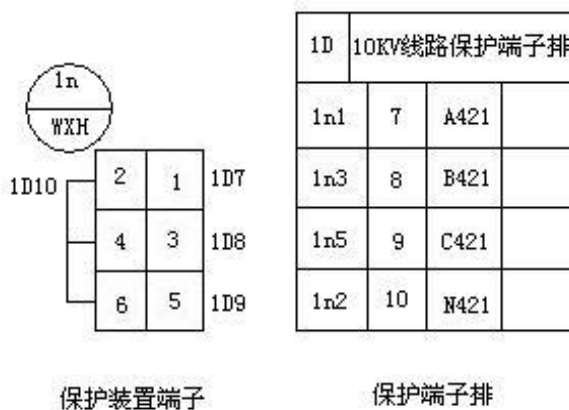 1n
WXH
1D10
2 1 1D7
4 3 1D8
6 5 1D9
保护装置端子
1D 10KV线路保护端子排
1n1 7 A421
1n3 8 B421
1n5 9 C421
1n2 10 N421
保护端子排